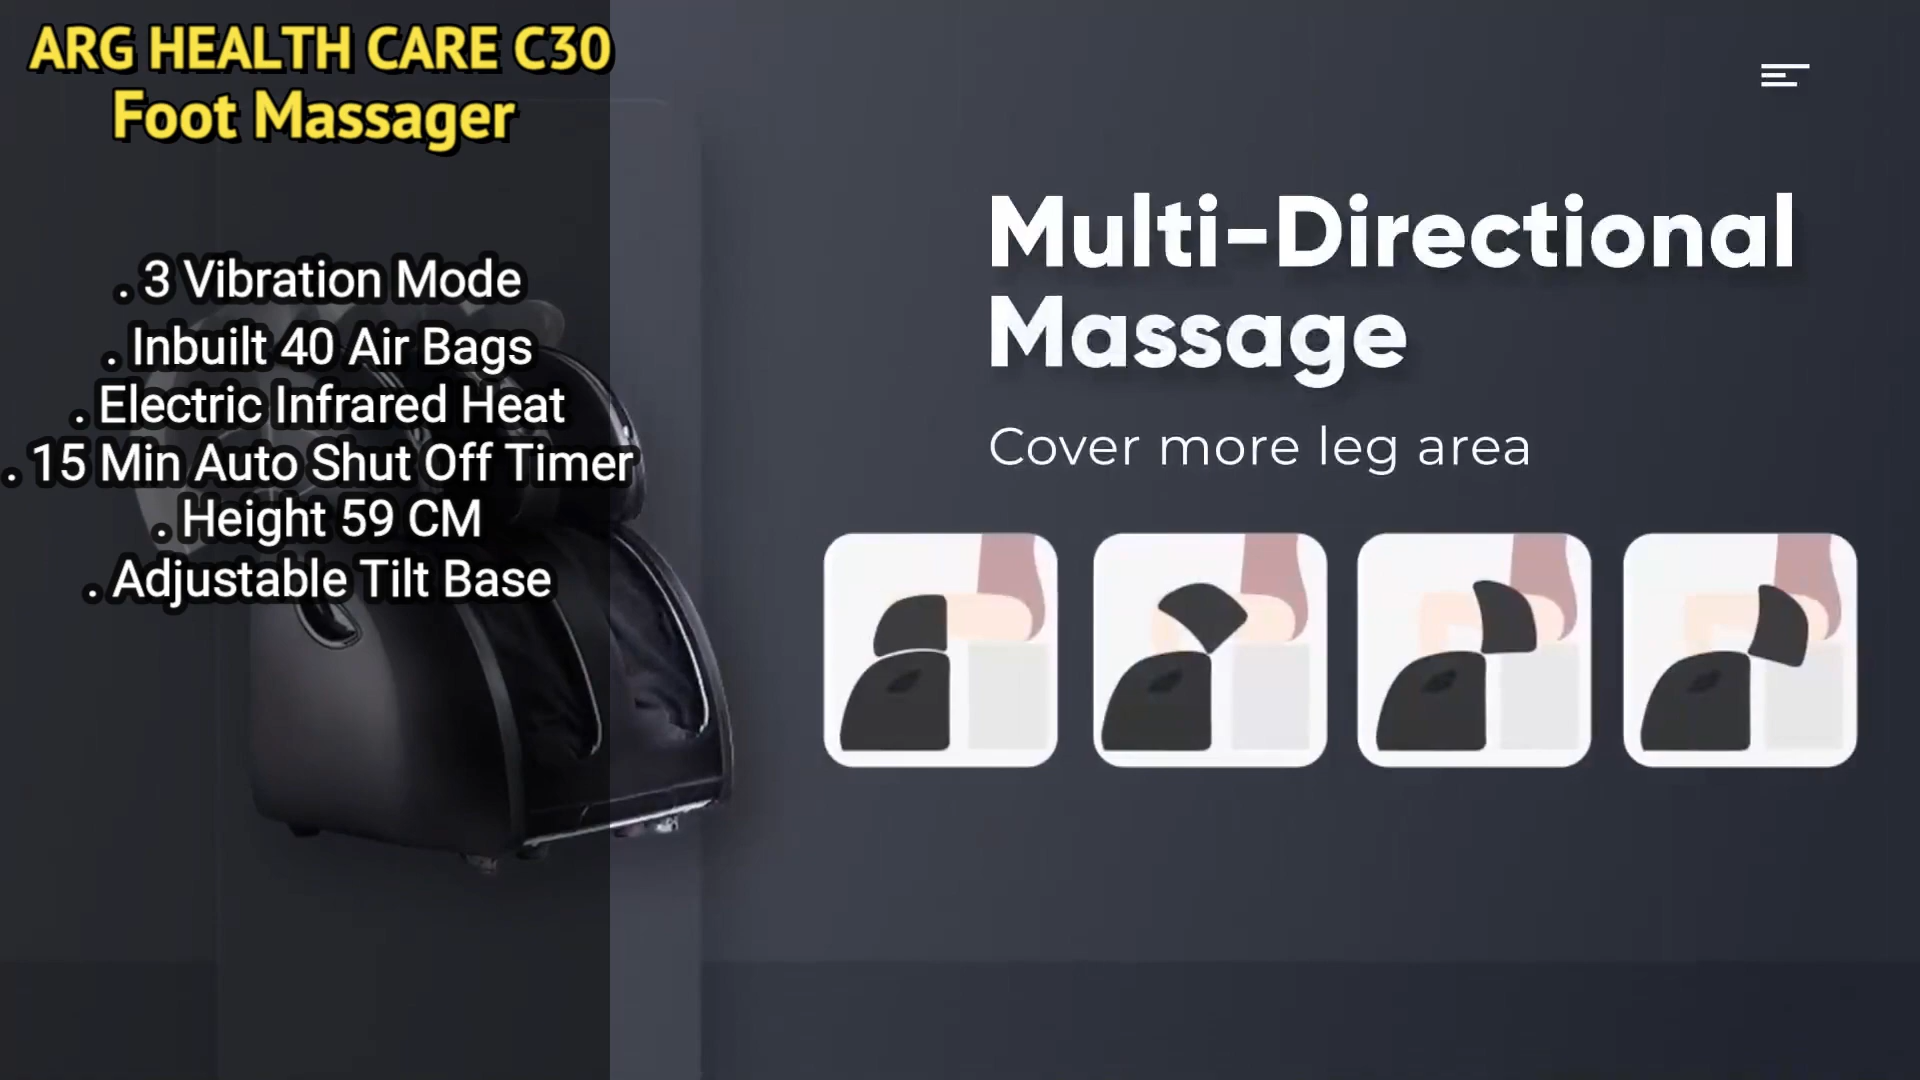 ARG HEALTH CARE C30
Foot Massager
. 3 Vibration Mode
. Inbuilt 40 Air Bags
. Electric Infrared Heat
. 15 Min Auto Shut Off Timer
. Height 59 CM
. Adjustable Tilt Base
Multi-Directional
Massage
Cover more leg area